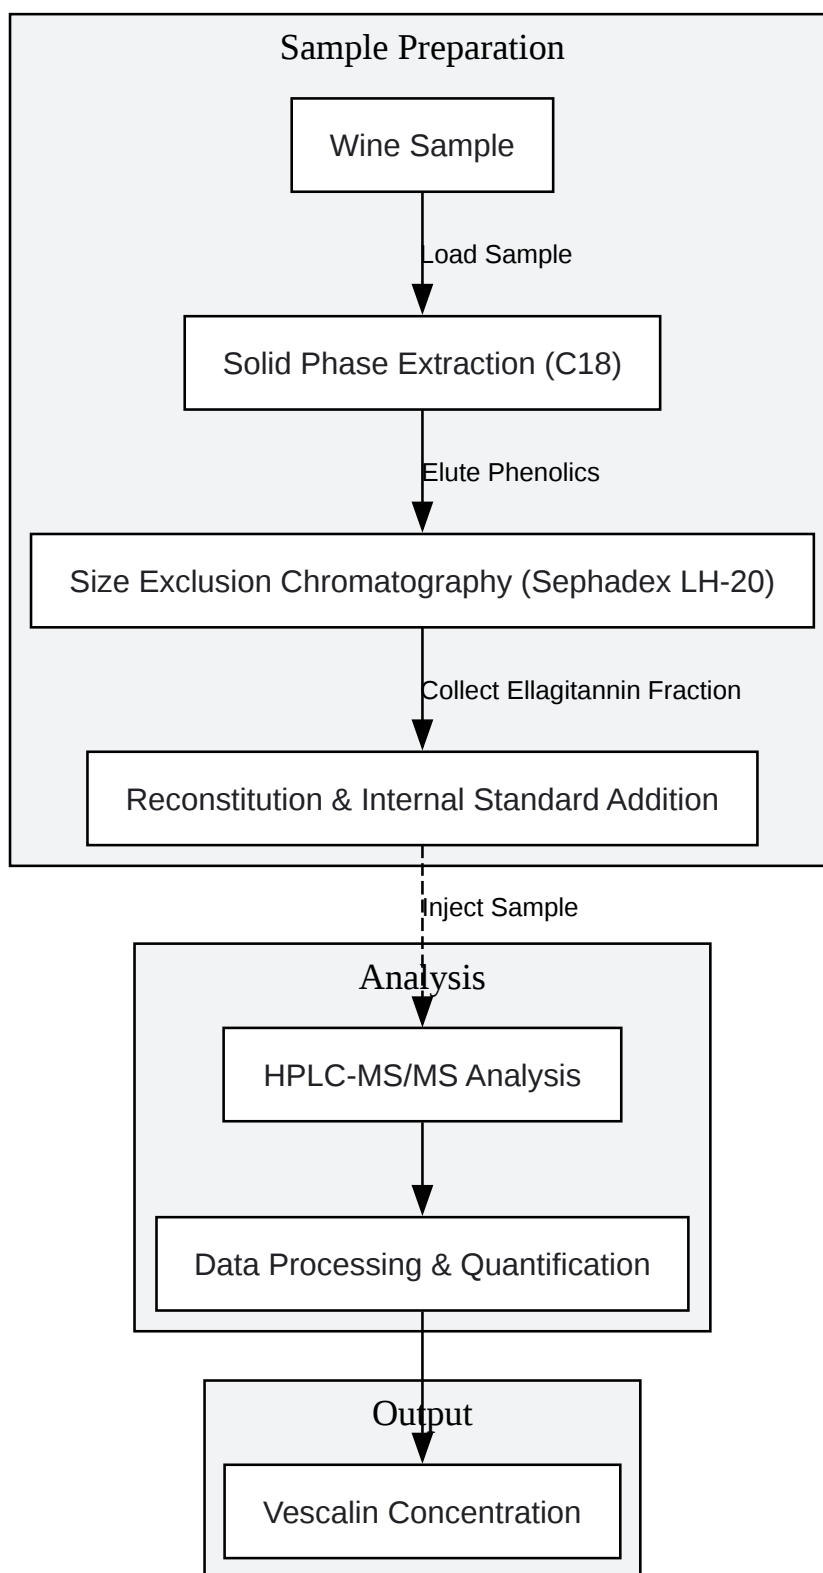 Sample Preparation
Wine Sample
Load Sample
Solid Phase Extraction (C18)
Elute Phenolics
Size Exclusion Chromatography (Sephadex LH-20)
Collect Ellagitannin Fraction
Reconstitution & Internal Standard Addition
Inject Sample
Analysis
HPLC-MS/MS Analysis
Data Processing & Quantification
Output
Vescalin Concentration